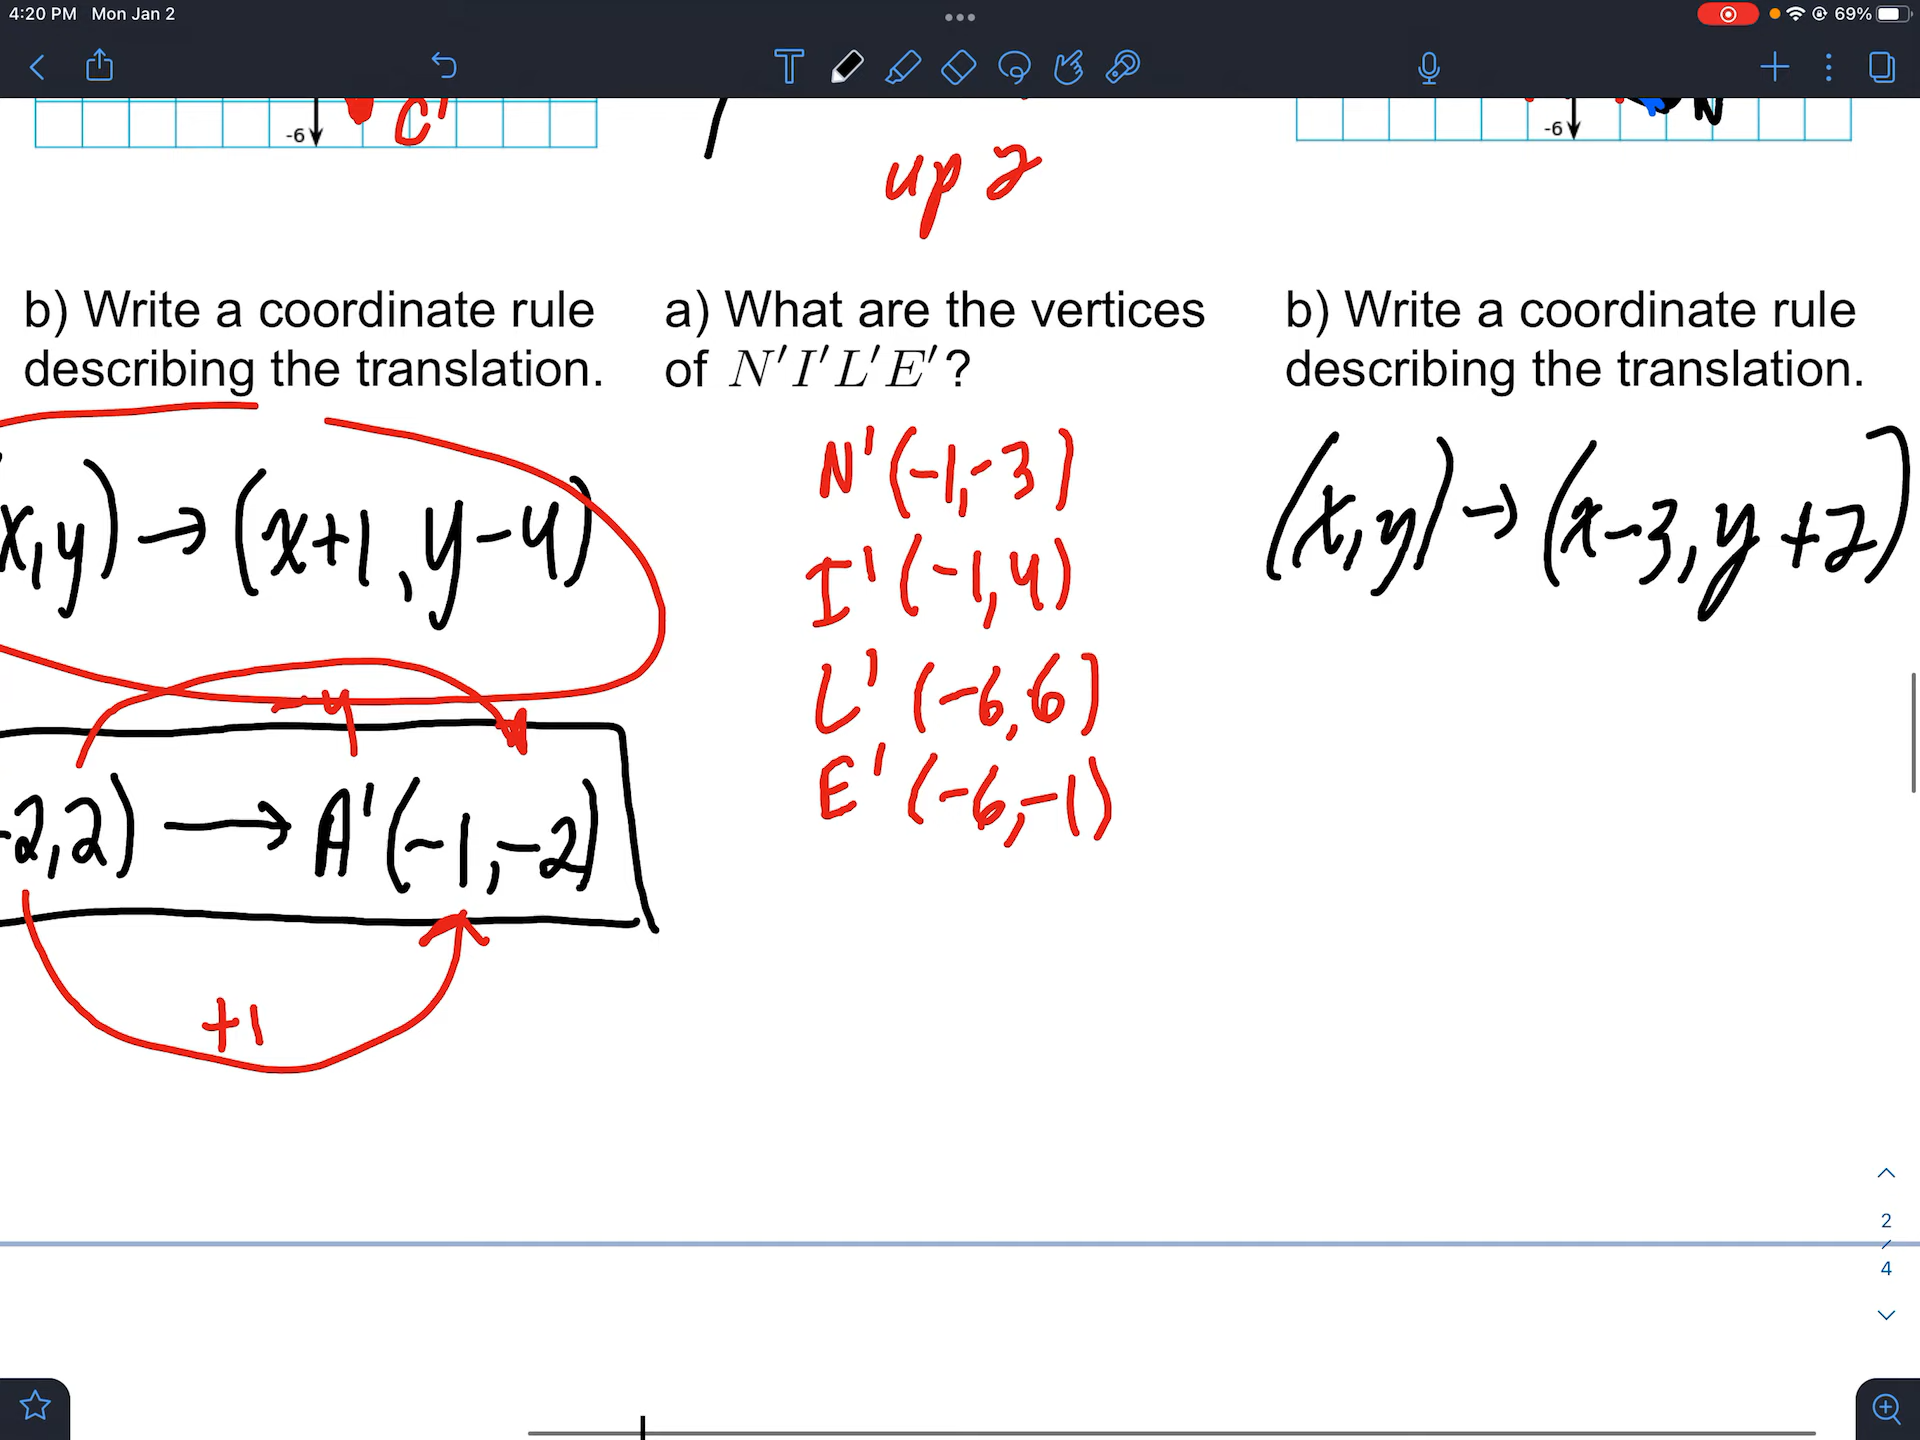 4:20 PM Mon Jan 2
69%
T
-6
C'
-6
N
up 2
b) Write a coordinate rule
describing the translation.
x,y) → (x+1, y-4)
-4
-2,2) → A'(-1,-2)
+1
a) What are the vertices
of N'I'L'E'?
N'(-1,-3)
I'(-1,4)
L'(-6,6)
E'(-6,-1)
b) Write a coordinate rule
describing the translation.
(x,y) → (x-3, y+2)
2
/
4